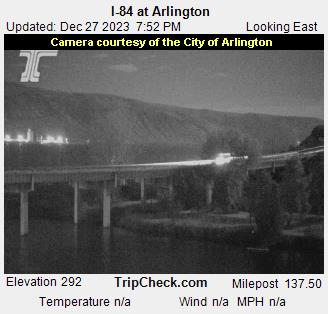 I-84 at Arlington
Updated: Dec 27 2023 7:52 PM Looking East
Camera courtesy of the City of Arlington
Elevation 292 TripCheck.com Milepost 137.50
Temperature n/a Wind n/a MPH n/a